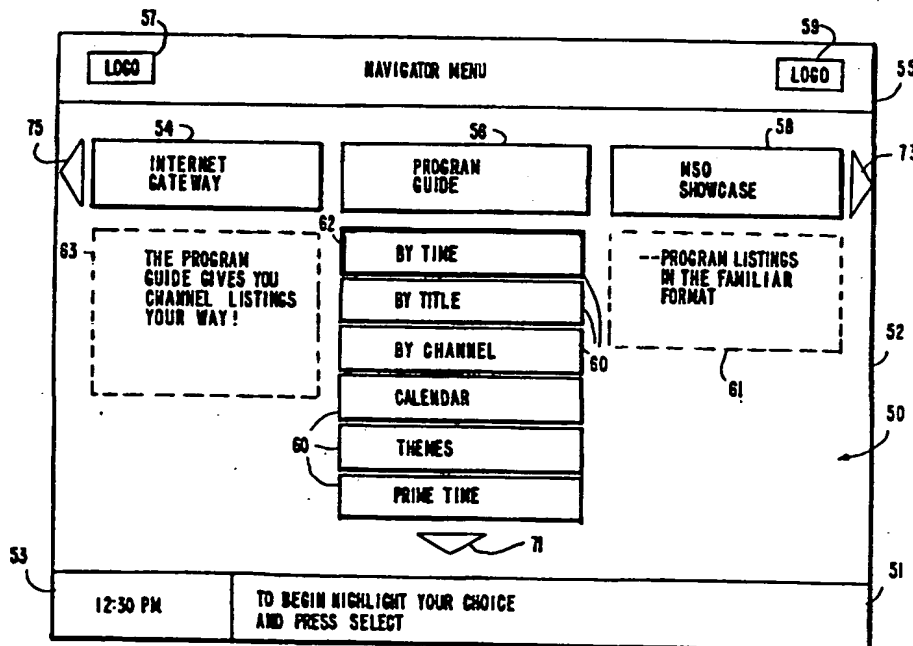 57
59
LOGO NAVIGATOR MENU LOGO
55
75
54
56
58
73
INTERNET
GATEWAY
PROGRAM
GUIDE
MSO
SHOWCASE
63
THE PROGRAM
GUIDE GIVES YOU
CHANNEL LISTINGS
YOUR WAY!
62
BY TIME
BY TITLE
BY CHANNEL
CALENDAR
THEMES
PRIME TIME
60
60
--PROGRAM LISTINGS
IN THE FAMILIAR
FORMAT
61
52
50
71
53
51
12:30 PM
TO BEGIN HIGHLIGHT YOUR CHOICE
AND PRESS SELECT